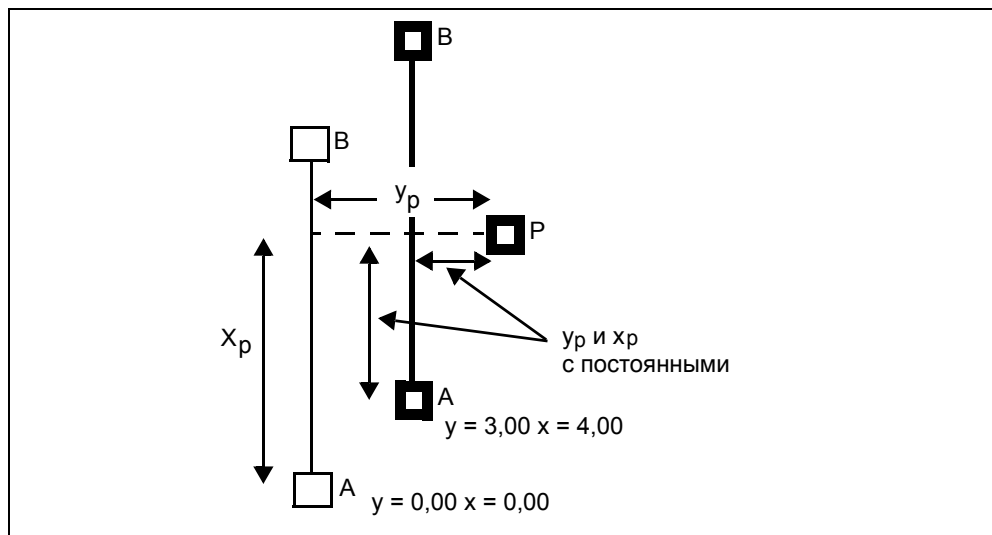 B
B
yp
P
Xp
yp и xp
с постоянными
A
y = 3,00 x = 4,00
A
y = 0,00 x = 0,00